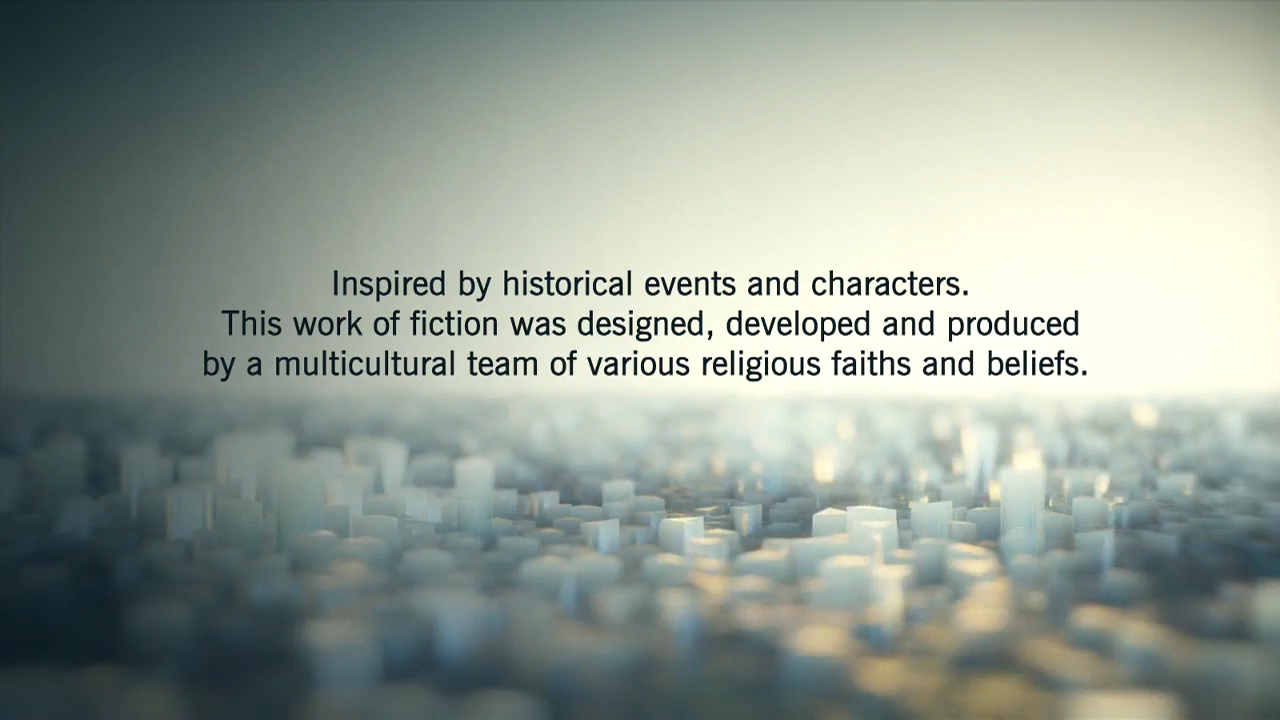 Inspired by historical events and characters.
This work of fiction was designed, developed and produced
by a multicultural team of various religious faiths and beliefs.